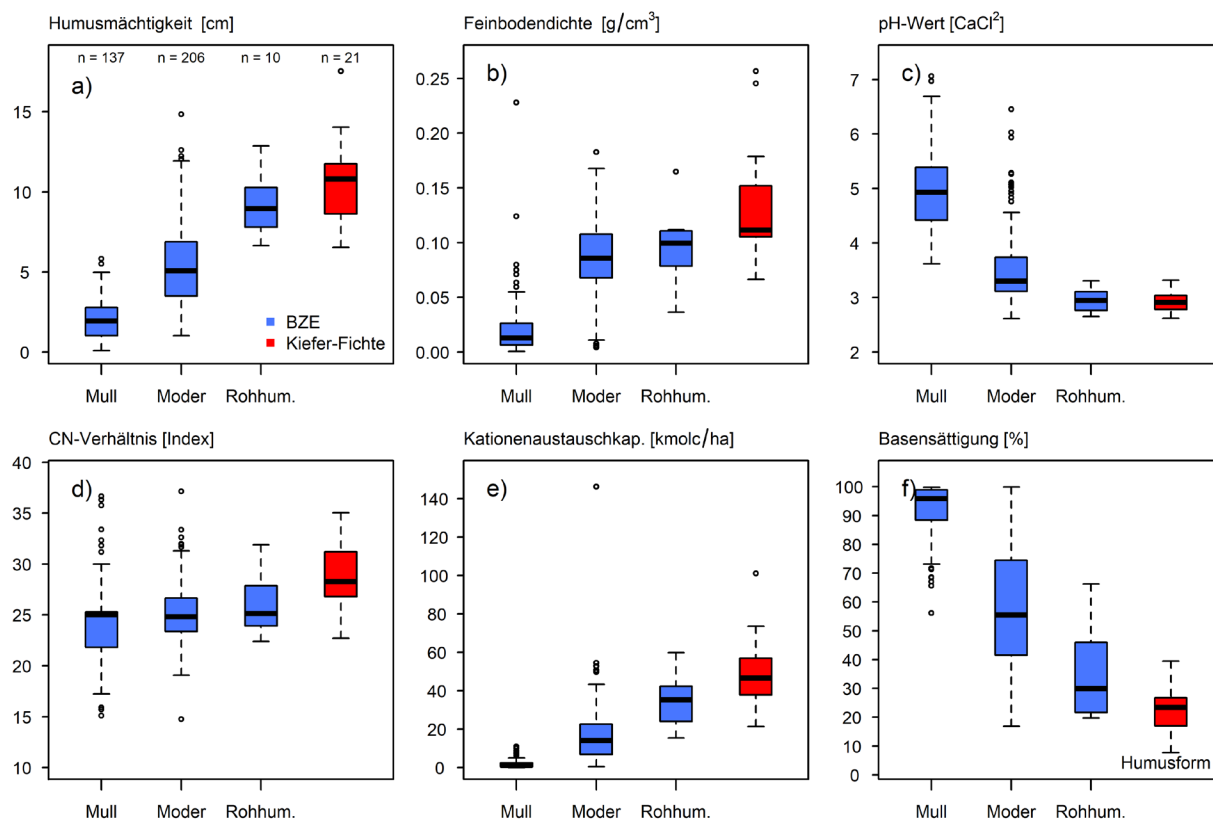 Humusmächtigkeit [cm]
n = 137 n = 206 n = 10 n = 21
a)
15
10
5
0
BZE
Kiefer-Fichte
Mull Moder Rohhum.
Feinbodendichte [g/cm³]
b)
0.25
0.20
0.15
0.10
0.05
0.00
Mull Moder Rohhum.
pH-Wert [CaCl²]
c)
7
6
5
4
3
2
Mull Moder Rohhum.
CN-Verhältnis [Index]
d)
40
35
30
25
20
15
10
Mull Moder Rohhum.
Kationenaustauschkap. [kmolc/ha]
e)
140
120
100
80
60
40
20
0
Mull Moder Rohhum.
Basensättigung [%]
f)
100
90
80
70
60
50
40
30
20
10
0
Humusform
Mull Moder Rohhum.